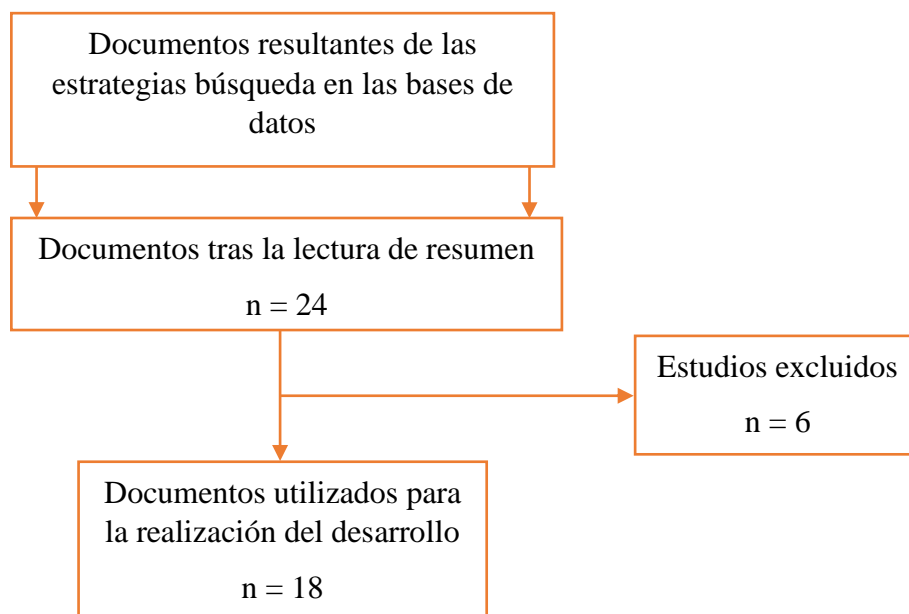 Documentos resultantes de las
estrategias búsqueda en las bases de
datos
Documentos tras la lectura de resumen
n = 24
Estudios excluidos
n = 6
Documentos utilizados para
la realización del desarrollo
n = 18